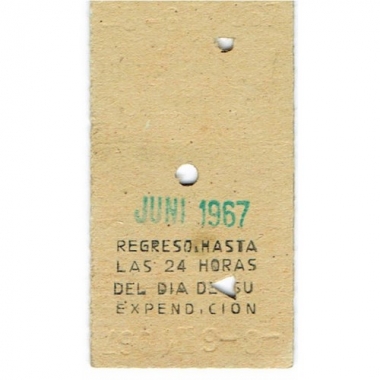 JUNI 1967
REGRESO: HASTA
LAS 24 HORAS
DEL DIA DE SU
EXPENDICION